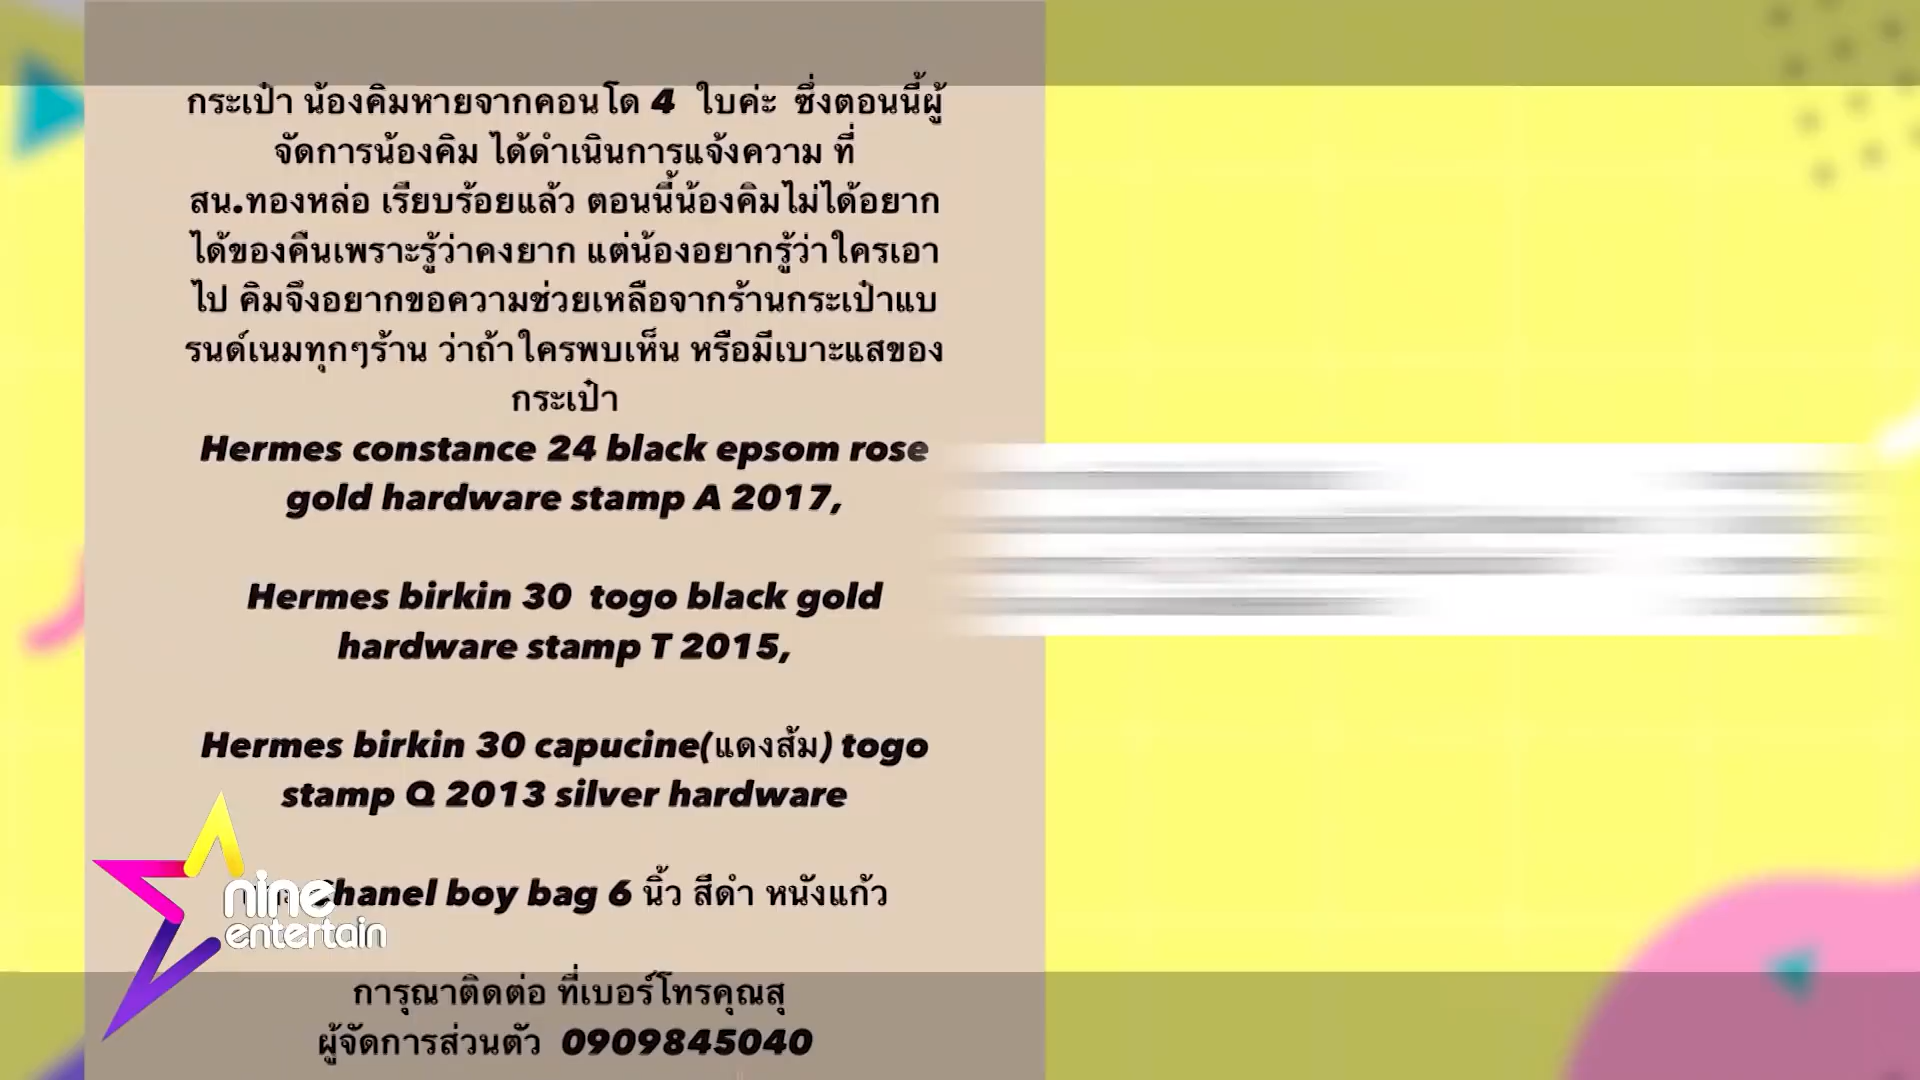 กระเป๋า น้องคิมหายจากคอนโด 4 ใบค่ะ ซึ่งตอนนี้ผู้
จัดการน้องคิม ได้ดำเนินการแจ้งความ ที่
สน.ทองหล่อ เรียบร้อยแล้ว ตอนนี้น้องคิมไม่ได้อยาก
ได้ของคืนเพราะรู้ว่าคงยาก แต่น้องอยากรู้ว่าใครเอา
ไป คิมจึงอยากขอความช่วยเหลือจากร้านกระเป๋าแบ
รนด์เนมทุกๆร้าน ว่าถ้าใครพบเห็น หรือมีเบาะแสของ
กระเป๋า
Hermes constance 24 black epsom rose
gold hardware stamp A 2017,
Hermes birkin 30 togo black gold
hardware stamp T 2015,
Hermes birkin 30 capucine(แดงส้ม) togo
stamp Q 2013 silver hardware
Chanel boy bag 6 นิ้ว สีดำ หนังแก้ว
การุณาติดต่อ ที่เบอร์โทรคุณสุ
ผู้จัดการส่วนตัว 0909845040
nine
entertain